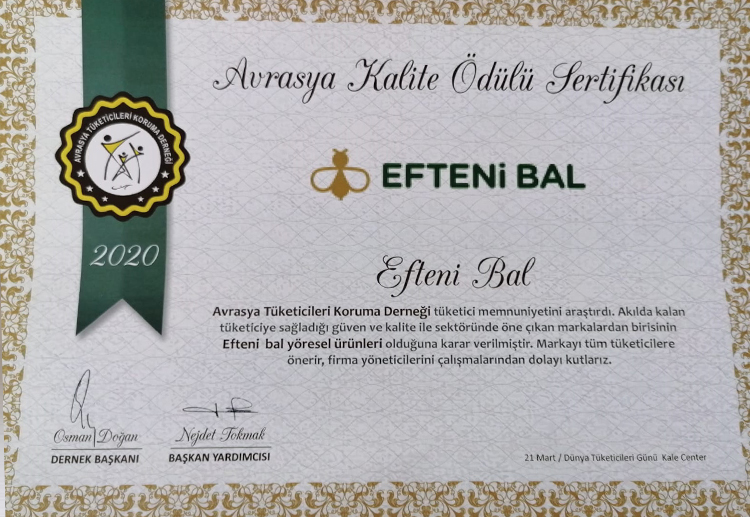 Avrasya Kalite Ödülü Sertifikası
AVRASYA TÜKETİCİLERİ KORUMA DERNEĞİ
EFTENi BAL
2020
Efteni Bal
Avrasya Tüketicileri Koruma Derneği tüketici memnuniyetini araştırdı. Akılda kalan
tüketiciye sağladığı güven ve kalite ile sektöründe öne çıkan markalardan birisinin
Efteni bal yöresel ürünleri olduğuna karar verilmiştir. Markayı tüm tüketicilere
önerir, firma yöneticilerini çalışmalarından dolayı kutlarız.
Osman Doğan
DERNEK BAŞKANI
Nejdet Tokmak
BAŞKAN YARDIMCISI
21 Mart / Dünya Tüketicileri Günü Kale Center